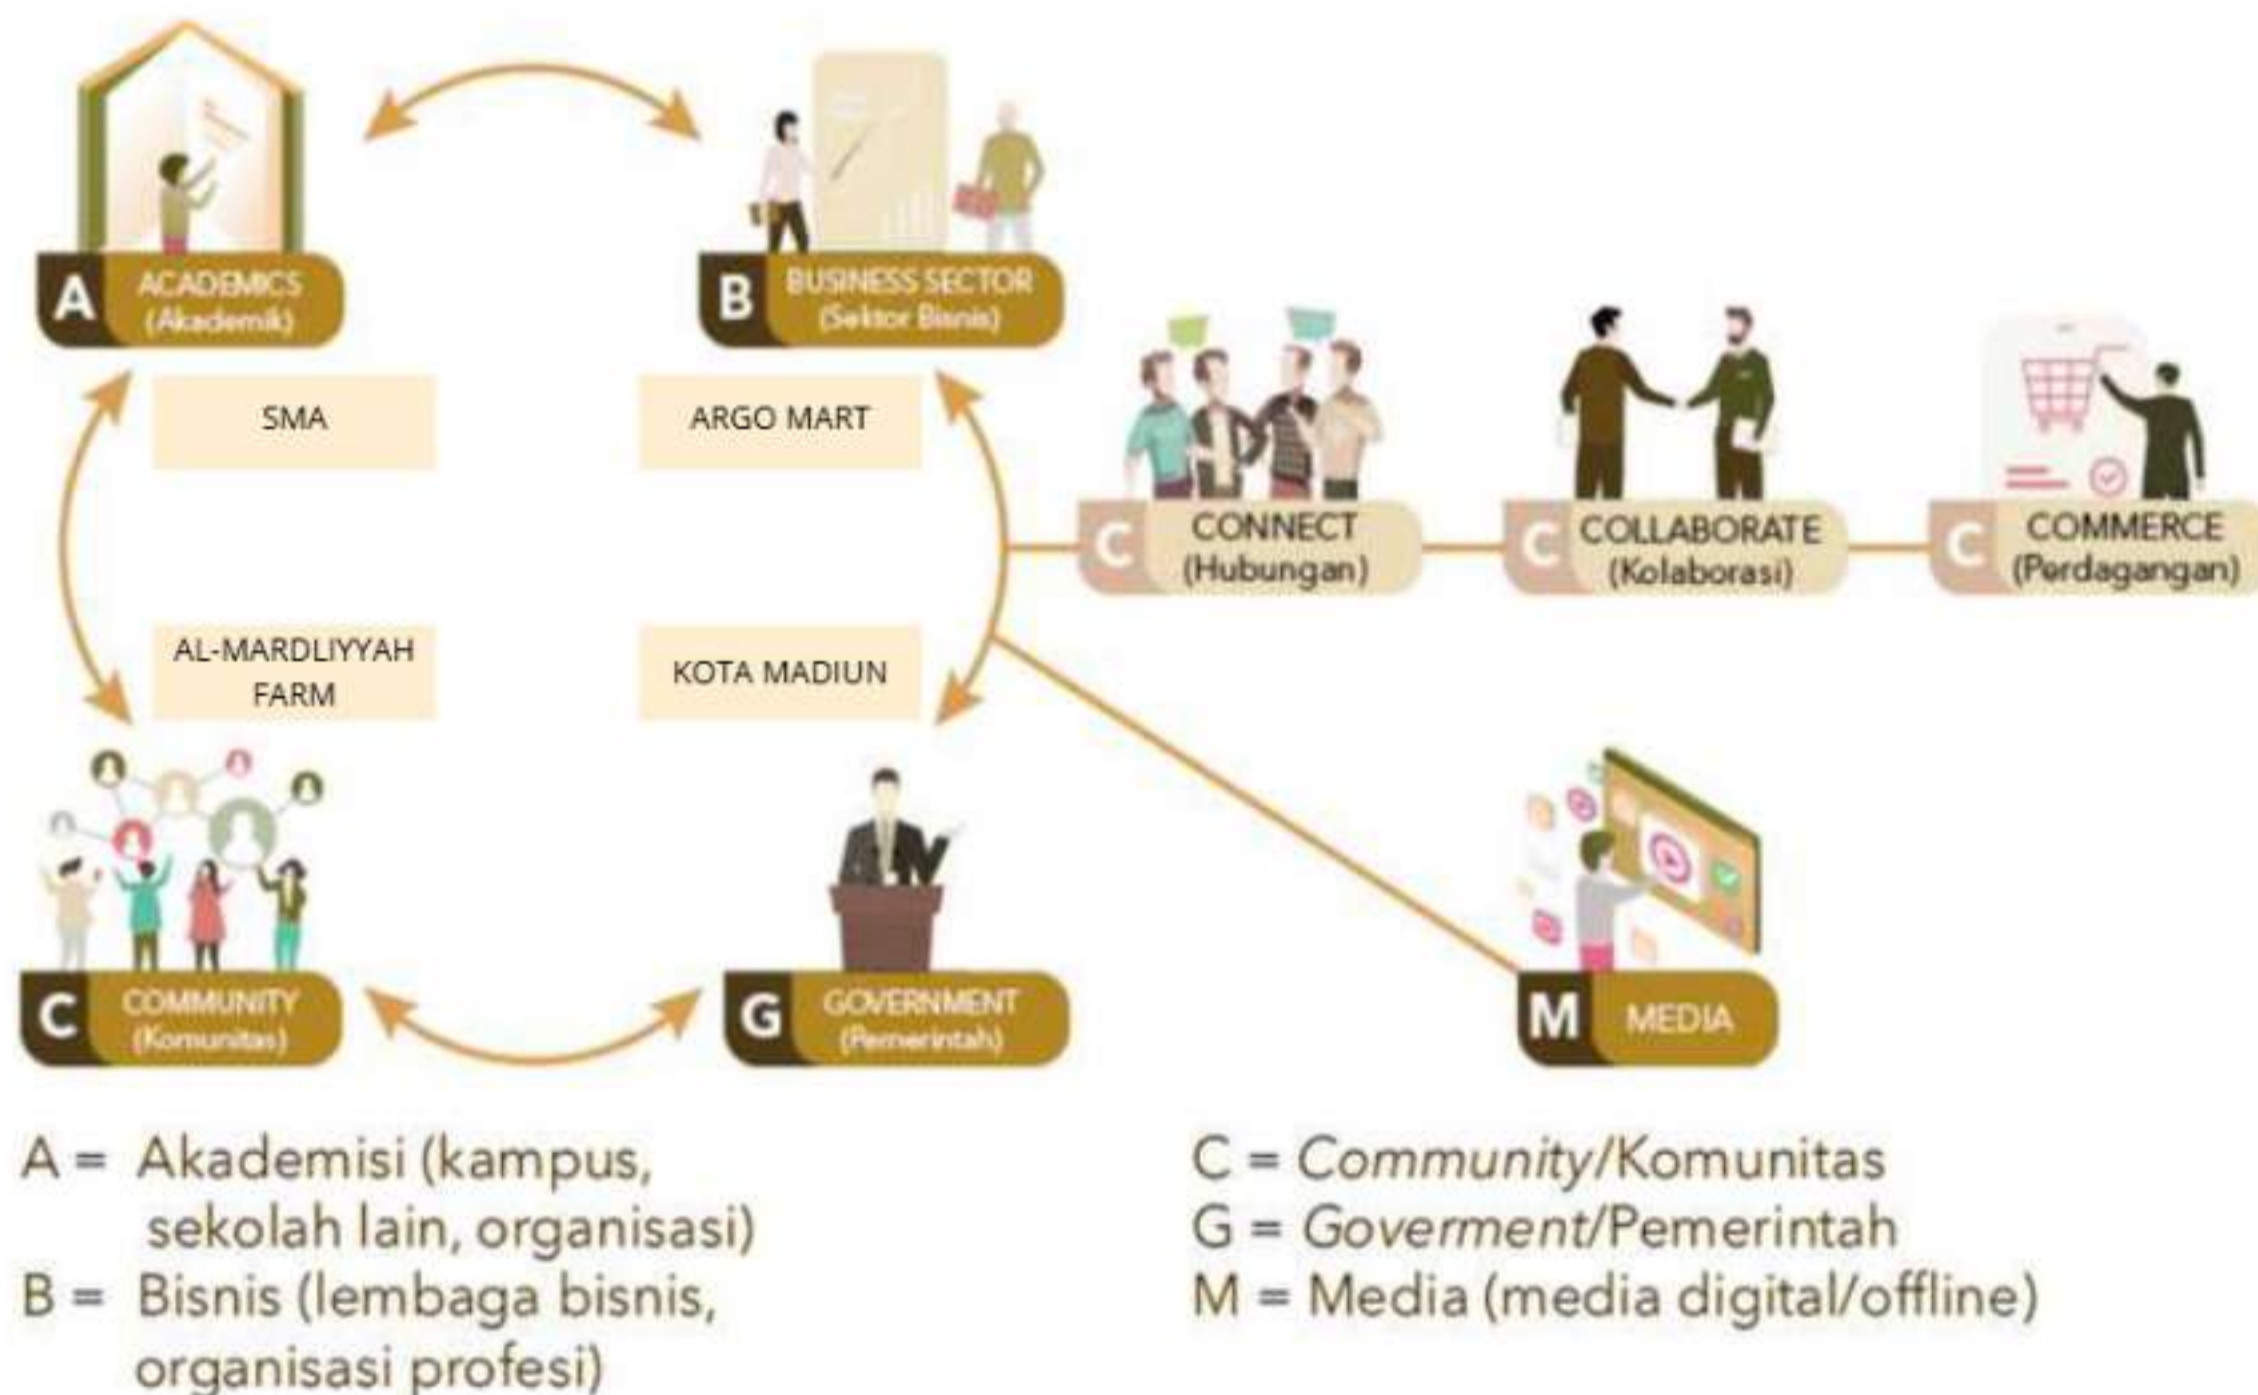 A
ACADEMICS
(Akademik)
B
BUSINESS SECTOR
(Sektor Bisnis)
SMA
ARGO MART
C
CONNECT
(Hubungan)
C
COLLABORATE
(Kolaborasi)
C
COMMERCE
(Perdagangan)
AL-MARDLIYYAH
FARM
KOTA MADIUN
C
COMMUNITY
(Komunitas)
G
GOVERNMENT
(Pemerintah)
M
MEDIA
A = Akademisi (kampus,
sekolah lain, organisasi)
B = Bisnis (lembaga bisnis,
organisasi profesi)
C = Community/Komunitas
G = Goverment/Pemerintah
M = Media (media digital/offline)